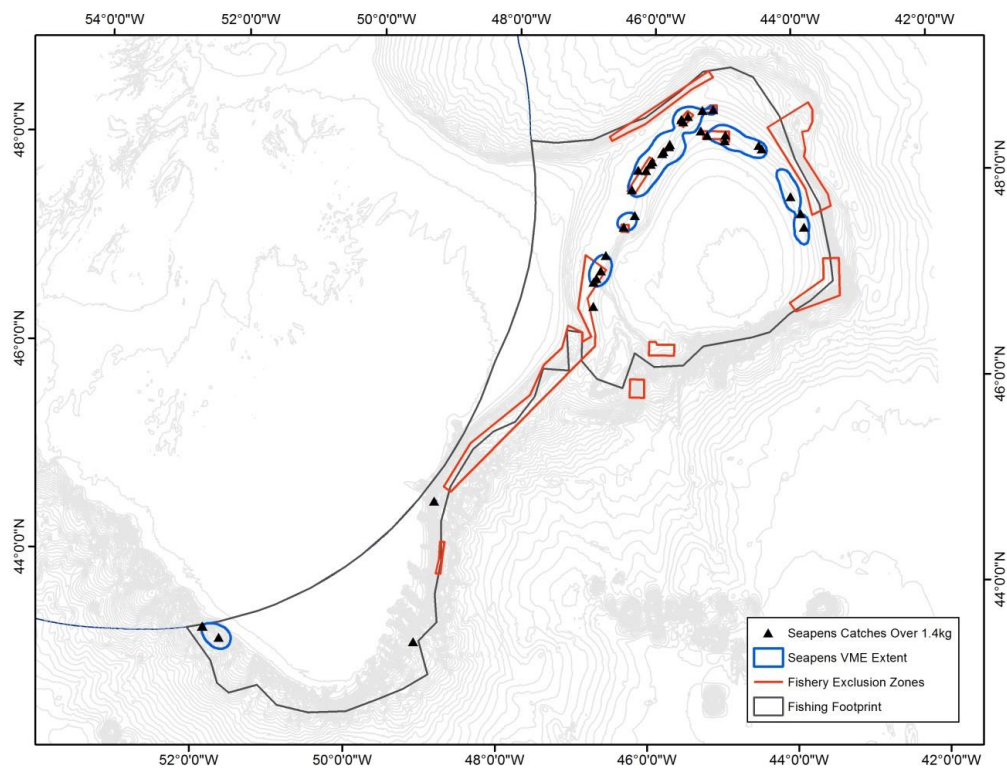 54°0'0"W 52°0'0"W 50°0'0"W 48°0'0"W 46°0'0"W 44°0'0"W 42°0'0"W
48°0'0"N
48°0'0"N
46°0'0"N
46°0'0"N
44°0'0"N
44°0'0"N
Seapens Catches Over 1.4kg
Seapens VME Extent
Fishery Exclusion Zones
Fishing Footprint
52°0'0"W 50°0'0"W 48°0'0"W 46°0'0"W 44°0'0"W 42°0'0"W